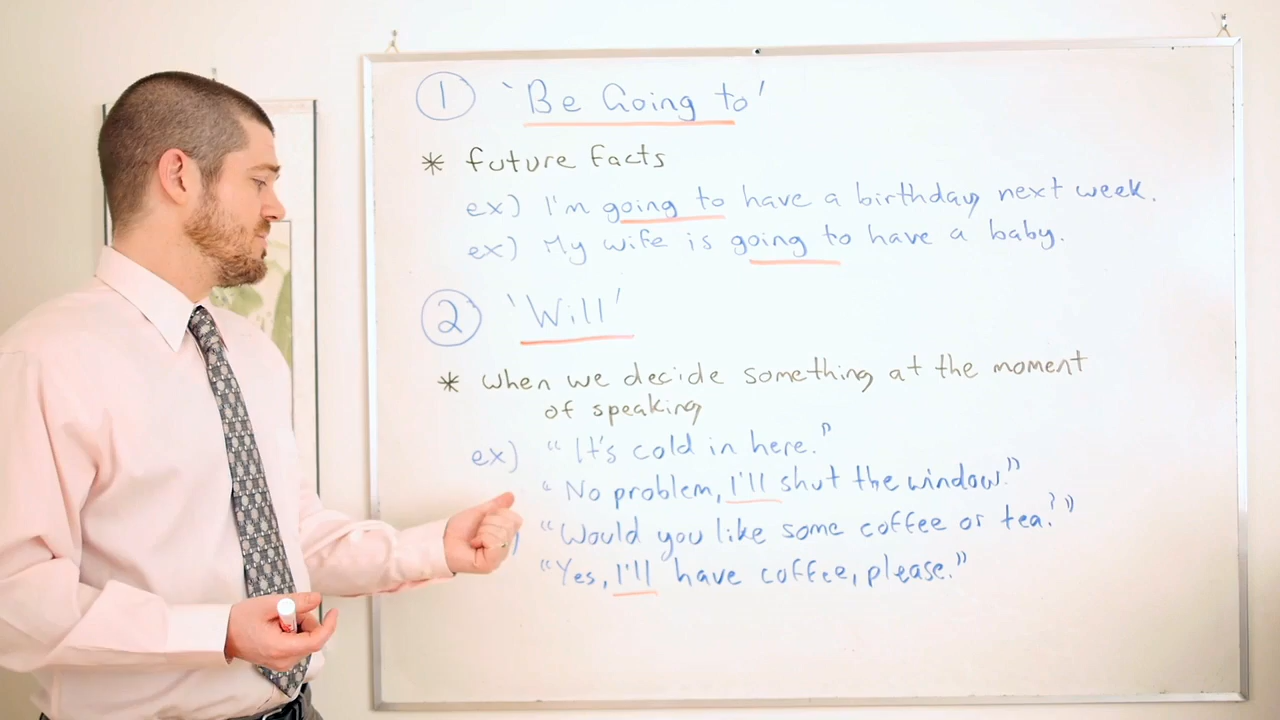 1 'Be Going to'
* future facts
ex) I'm going to have a birthday next week.
ex) My wife is going to have a baby.
2 'Will'
* when we decide something at the moment
of speaking
ex) "It's cold in here."
"No problem, I'll shut the window."
) "Would you like some coffee or tea?"
"Yes, I'll have coffee, please."